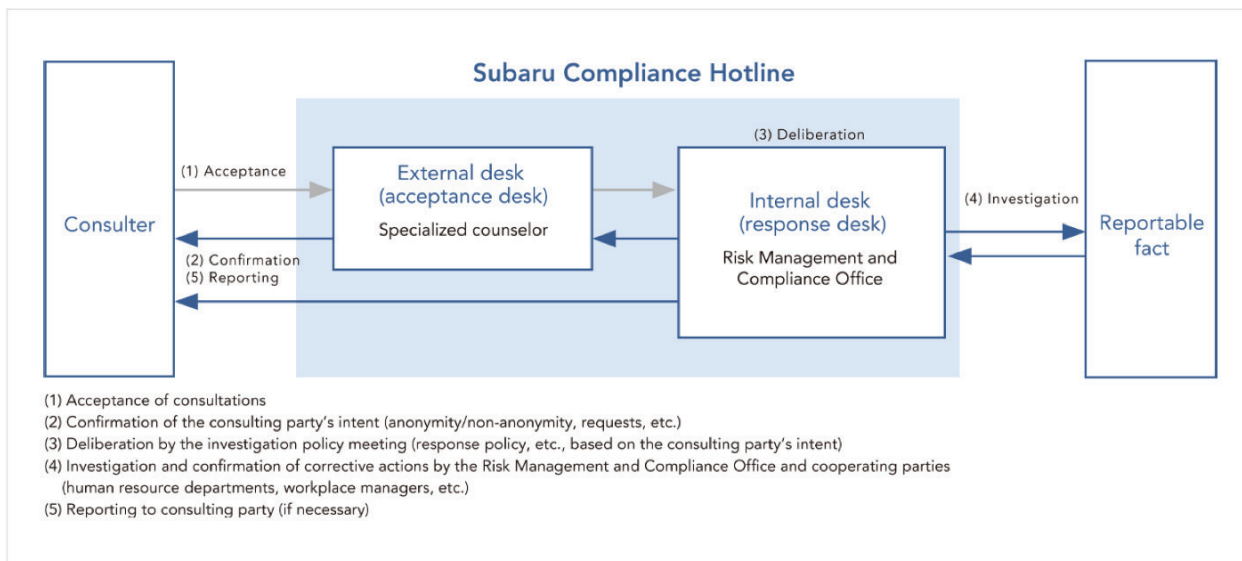 Subaru Compliance Hotline
(3) Deliberation
(1) Acceptance
External desk
(acceptance desk)
Specialized counselor
Consulter
Internal desk
(response desk)
Risk Management and
Compliance Office
(4) Investigation
Reportable
fact
(2) Confirmation
(5) Reporting
(1) Acceptance of consultations
(2) Confirmation of the consulting party’s intent (anonymity/non-anonymity, requests, etc.)
(3) Deliberation by the investigation policy meeting (response policy, etc., based on the consulting party’s intent)
(4) Investigation and confirmation of corrective actions by the Risk Management and Compliance Office and cooperating parties
(human resource departments, workplace managers, etc.)
(5) Reporting to consulting party (if necessary)